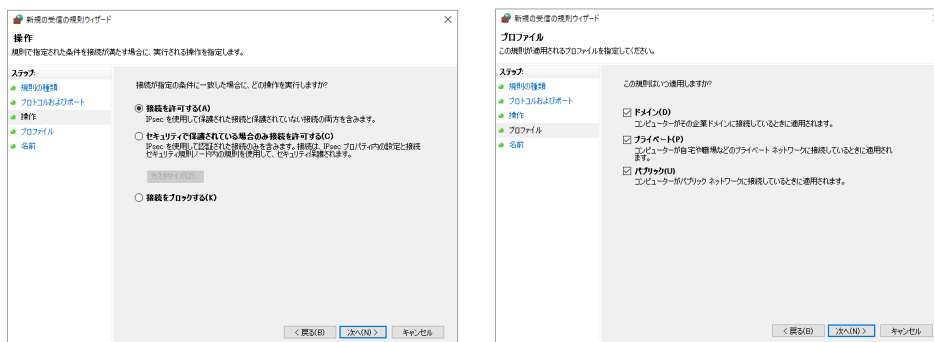 新規の受信の規則ウィザード
操作
規則で指定された条件を接続が満たす場合に、実行される操作を指定します。
ステップ:
規則の種類
プロトコルおよびポート
操作
プロファイル
名前
接続が指定の条件に一致した場合に、どの操作を実行しますか?
接続を許可する(A)
IPsec を使用して保護された接続と保護されていない接続の両方を含みます。
セキュリティで保護されている場合のみ接続を許可する(C)
IPsec を使用して認証された接続のみを含みます。接続は、IPsec プロパティ内の設定と接続
セキュリティ規則ノード内の規則を使用して、セキュリティ保護されます。
カスタマイズ(Z)...
接続をブロックする(K)
< 戻る(B)
次へ(N) >
キャンセル
新規の受信の規則ウィザード
プロファイル
この規則が適用されるプロファイルを指定してください。
ステップ:
規則の種類
プロトコルおよびポート
操作
プロファイル
名前
この規則はいつ適用しますか?
ドメイン(D)
コンピューターがその企業ドメインに接続しているときに適用されます。
プライベート(P)
コンピューターが自宅や職場などのプライベート ネットワークに接続しているときに適用され
ます。
パブリック(U)
コンピューターがパブリック ネットワークに接続しているときに適用されます。
< 戻る(B)
次へ(N) >
キャンセル